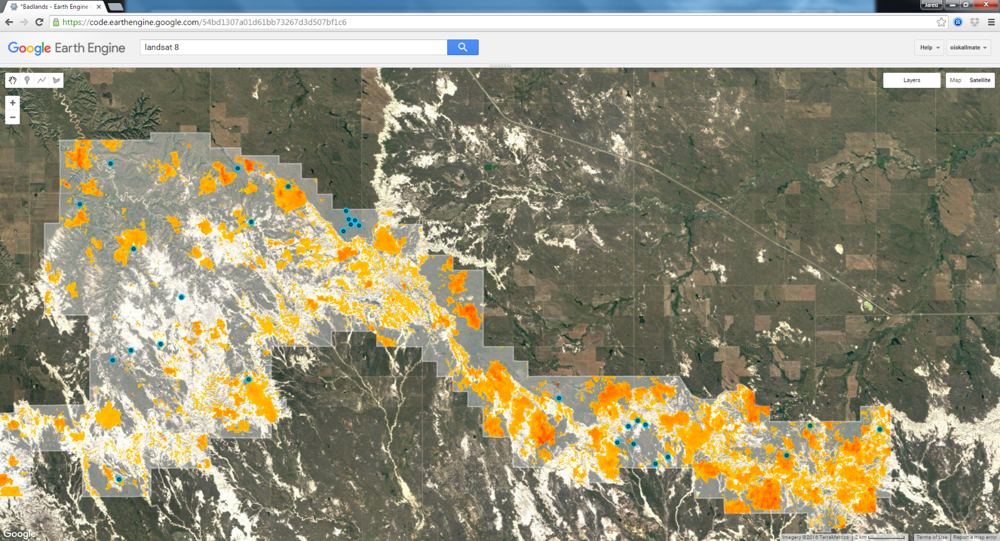 *Badlands - Earth Engine
Jared
https://code.earthengine.google.com/54bd1307a01d61bb73267d3d507bf1c6
Google Earth Engine
landsat 8
Help
oiskallmate
Layers
Map
Satellite
+
−
Google
Imagery ©2016 TerraMetrics
2 km
Terms of Use
Report a map error